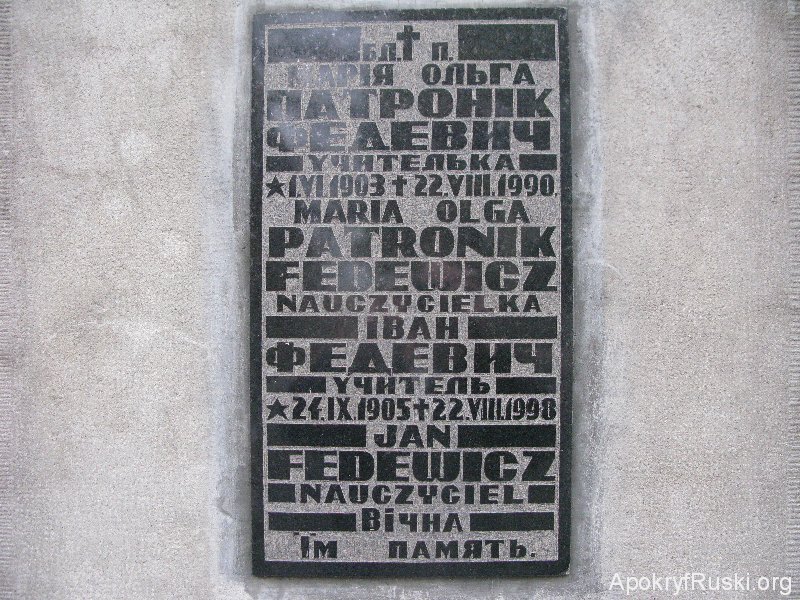 БЛ. † П.
МАРІЯ ОЛЬГА
ПАТРОНІК
ФЕДЕВИЧ
УЧИТЕЛЬКА
★ 1.VI.1903 † 22.VIII.1990.
MARIA OLGA
PATRONIK
FEDEWICZ
NAUCZYCIELKA
ІВАН
ФЕДЕВИЧ
УЧИТЕЛЬ
★ 24.IX.1905 † 22.VIII.1998
JAN
FEDEWICZ
NAUCZYCIEL
ВІЧНА
ЇМ ПАМЯТЬ.
ApokryfRuski.org